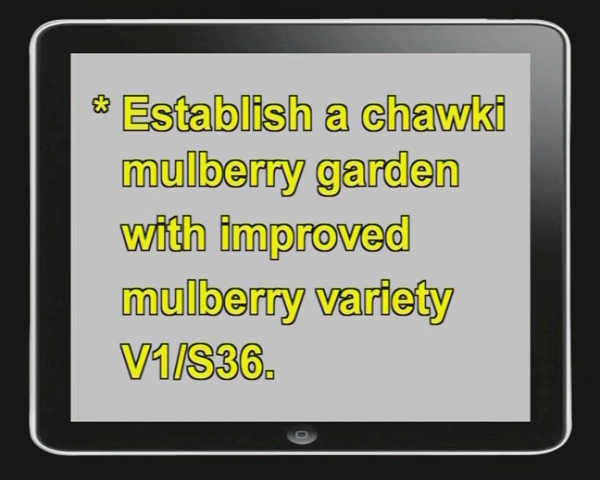 * Establish a chawki
mulberry garden
with improved
mulberry variety
V1/S36.